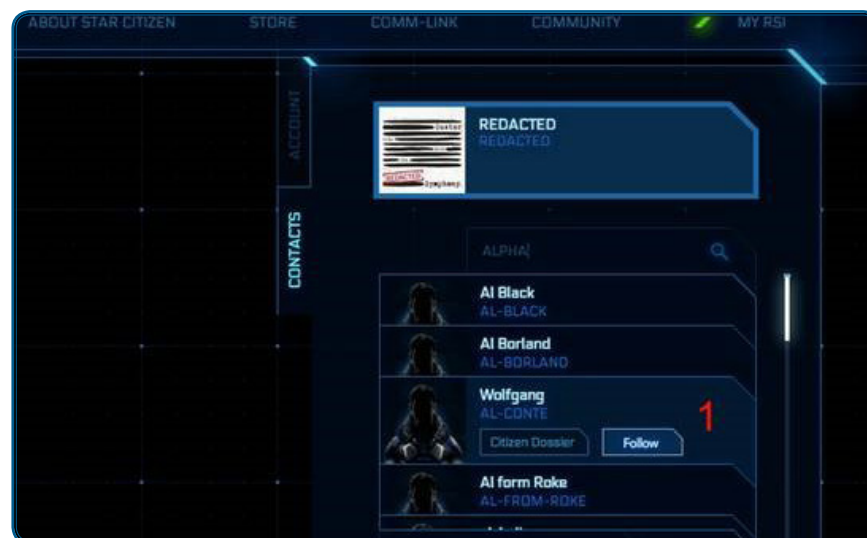 ABOUT STAR CITIZEN STORE COMM-LINK COMMUNITY MY RSI
ACCOUNT
CONTACTS
REDACTED
REDACTED
REDACTED
ALPHA
Al Black
AL-BLACK
Al Borland
AL-BORLAND
Wolfgang
AL-CONTE
1
Citizen Dossier Follow
Al form Roke
AL-FROM-ROKE